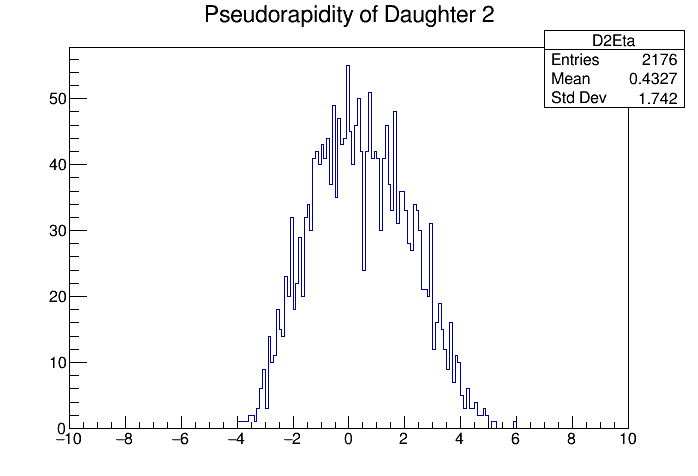 Pseudorapidity of Daughter 2
D2Eta
Entries 2176
Mean 0.4327
Std Dev 1.742
50
40
30
20
10
0
−10 −8 −6 −4 −2 0 2 4 6 8 10